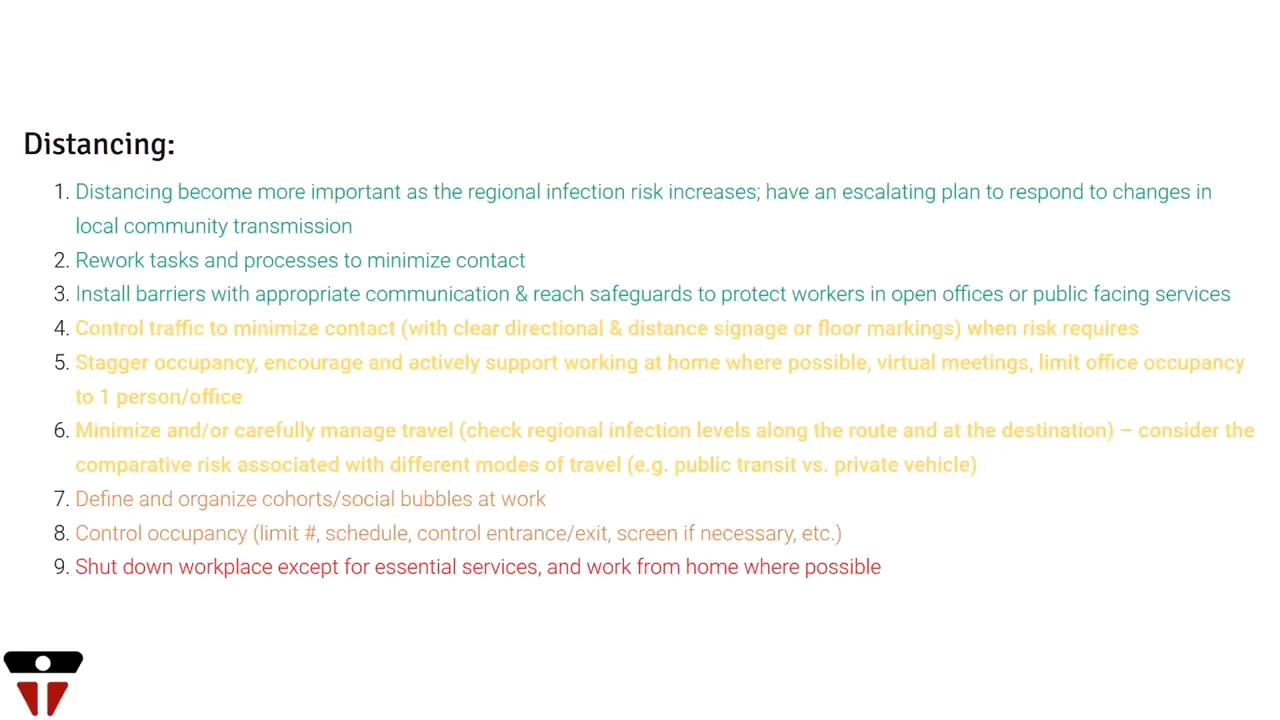 Distancing:
1. Distancing become more important as the regional infection risk increases; have an escalating plan to respond to changes in
local community transmission
2. Rework tasks and processes to minimize contact
3. Install barriers with appropriate communication & reach safeguards to protect workers in open offices or public facing services
4. Control traffic to minimize contact (with clear directional & distance signage or floor markings) when risk requires
5. Stagger occupancy, encourage and actively support working at home where possible, virtual meetings, limit office occupancy
to 1 person/office
6. Minimize and/or carefully manage travel (check regional infection levels along the route and at the destination) – consider the
comparative risk associated with different modes of travel (e.g. public transit vs. private vehicle)
7. Define and organize cohorts/social bubbles at work
8. Control occupancy (limit #, schedule, control entrance/exit, screen if necessary, etc.)
9. Shut down workplace except for essential services, and work from home where possible